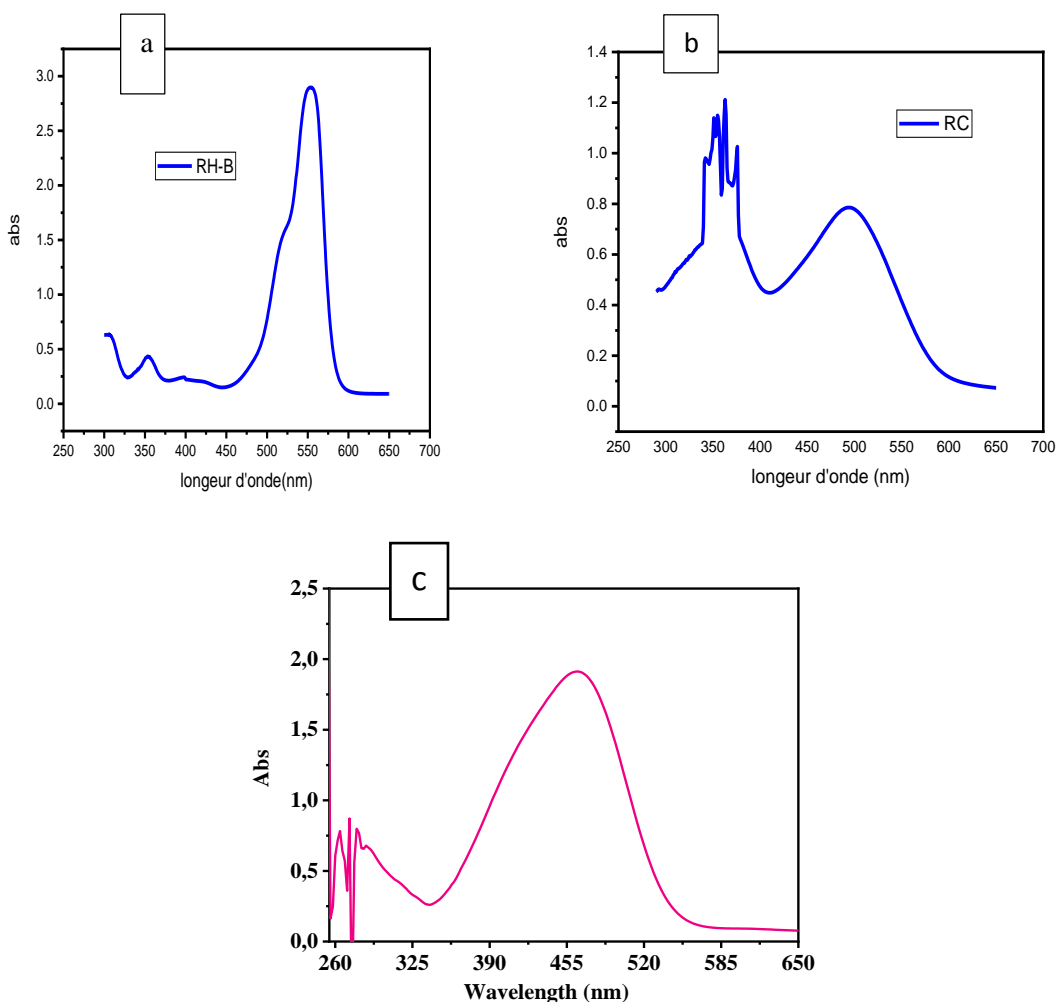 a
3.0
2.5
2.0
1.5
1.0
0.5
0.0
abs
RH-B
250 300 350 400 450 500 550 600 650 700
longeur d'onde(nm)
b
1.4
1.2
1.0
0.8
0.6
0.4
0.2
0.0
abs
RC
250 300 350 400 450 500 550 600 650 700
longeur d'onde (nm)
c
2,5
2,0
1,5
1,0
0,5
0,0
Abs
260 325 390 455 520 585 650
Wavelength (nm)